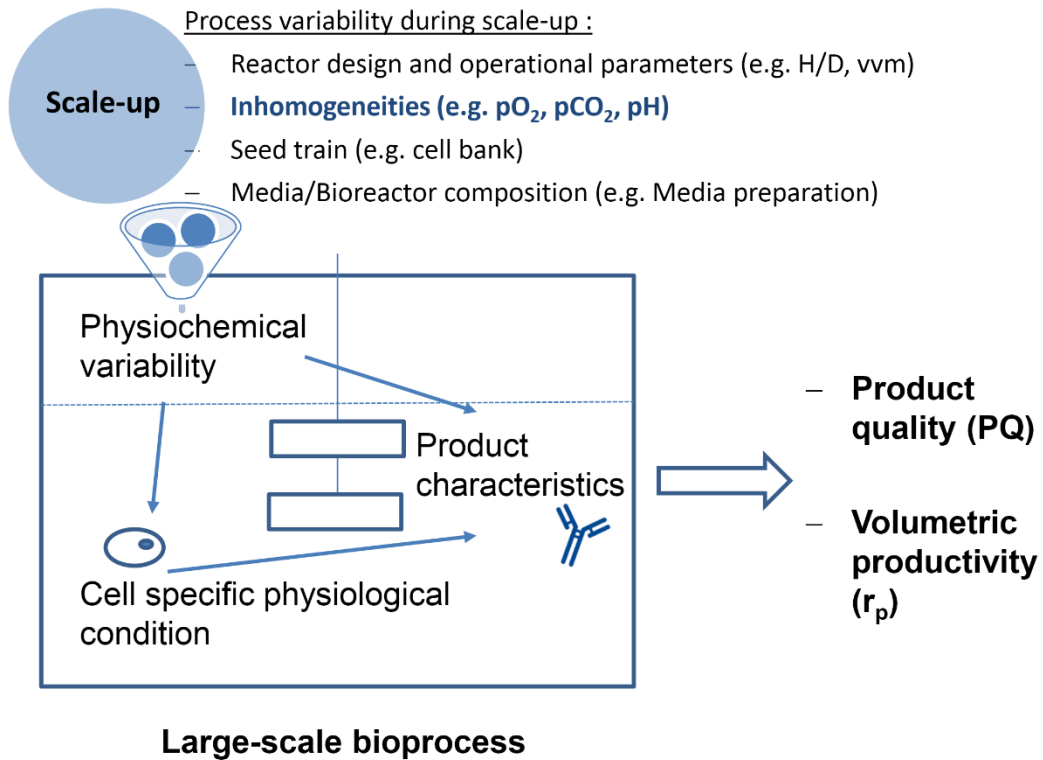 Process variability during scale-up :
Scale-up
– Reactor design and operational parameters (e.g. H/D, vvm)
– Inhomogeneities (e.g. pO₂, pCO₂, pH)
– Seed train (e.g. cell bank)
– Media/Bioreactor composition (e.g. Media preparation)
Physiochemical
variability
Product
characteristics
Cell specific physiological
condition
– Product
quality (PQ)
– Volumetric
productivity
(rₚ)
Large-scale bioprocess